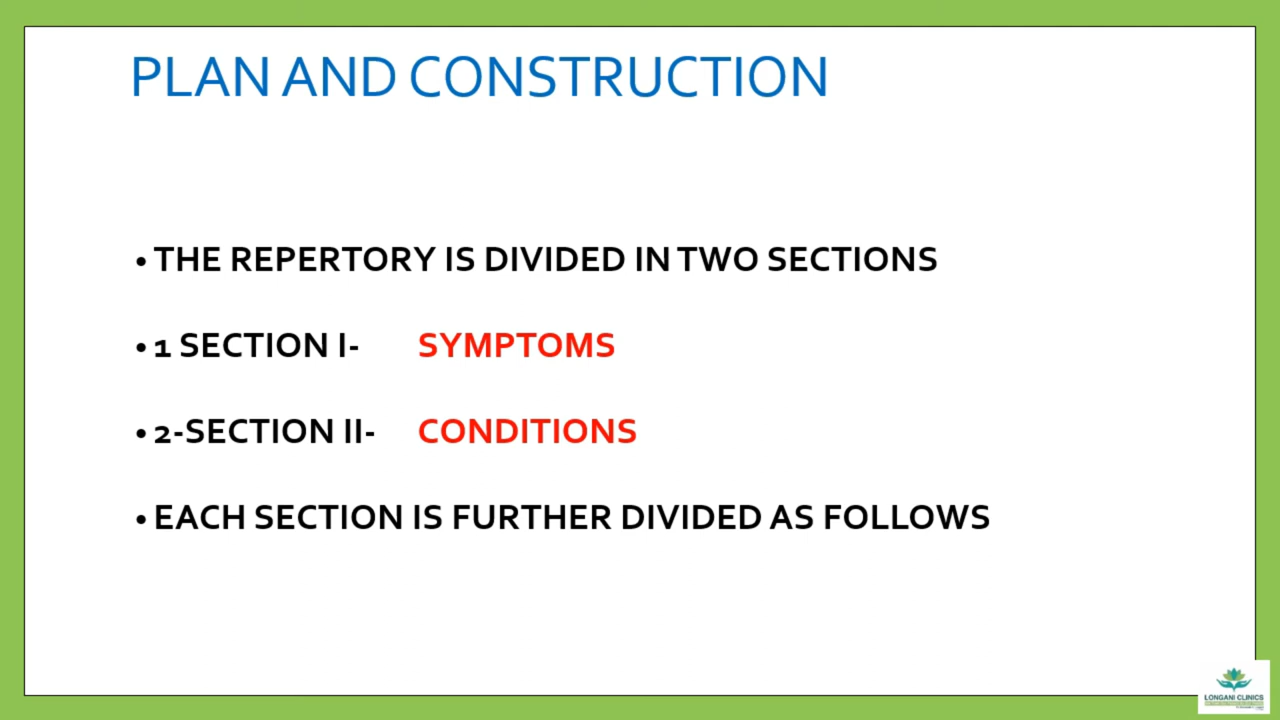 PLAN AND CONSTRUCTION
• THE REPERTORY IS DIVIDED IN TWO SECTIONS
• 1 SECTION I- SYMPTOMS
• 2-SECTION II- CONDITIONS
• EACH SECTION IS FURTHER DIVIDED AS FOLLOWS
LONGANI CLINICS